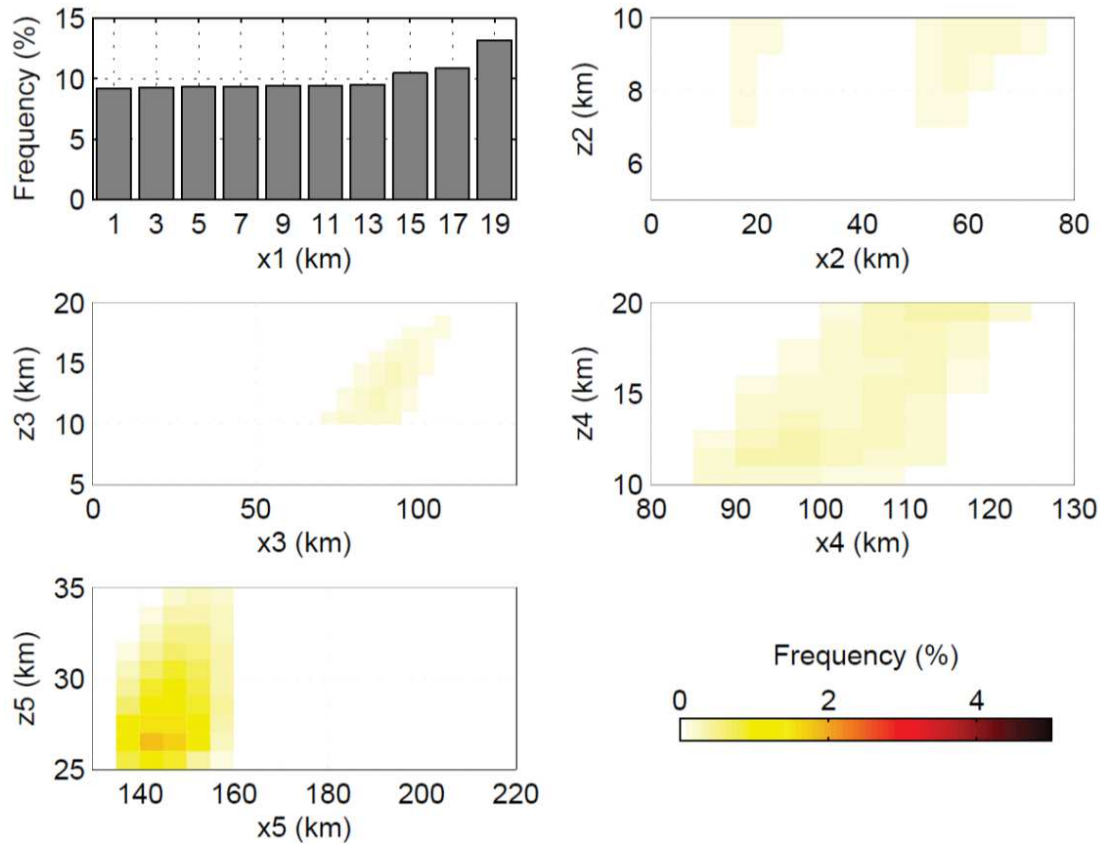 Frequency (%)
15
10
5
0
1 3 5 7 9 11 13 15 17 19
x1 (km)
z2 (km)
10
8
6
0 20 40 60 80
x2 (km)
z3 (km)
20
15
10
5
0 50 100
x3 (km)
z4 (km)
20
15
10
80 90 100 110 120 130
x4 (km)
z5 (km)
35
30
25
140 160 180 200 220
x5 (km)
Frequency (%)
0 2 4